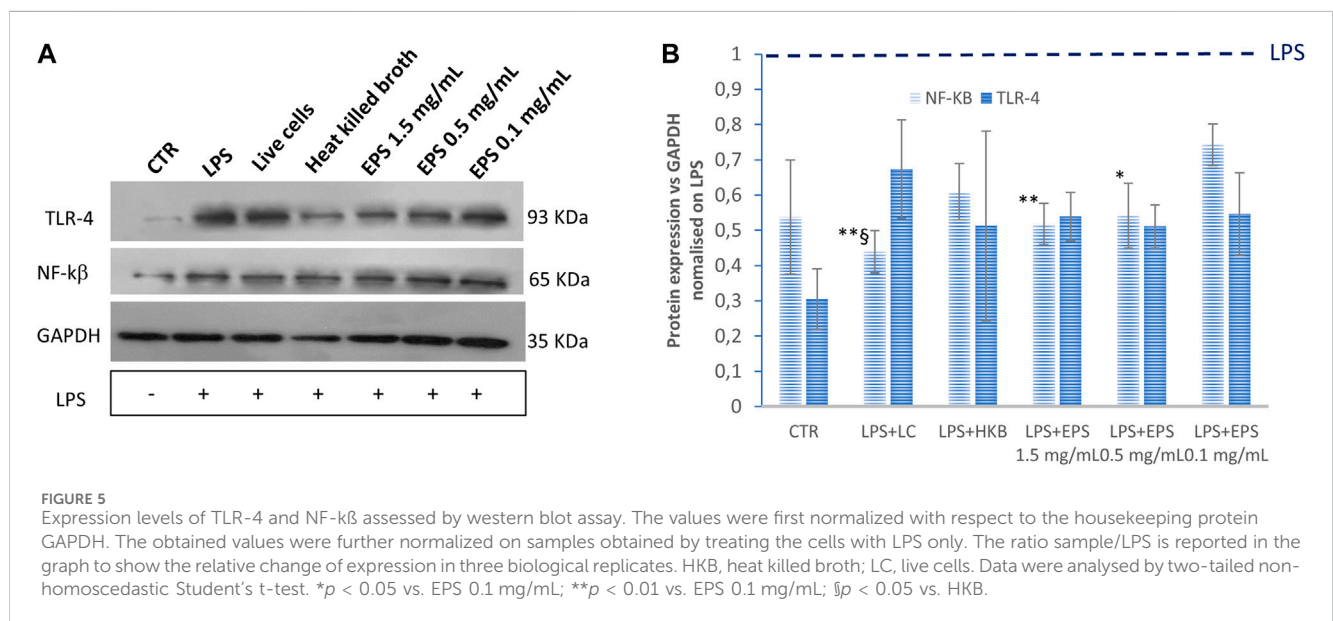 A
CTR
LPS
Live cells
Heat killed broth
EPS 1.5 mg/mL
EPS 0.5 mg/mL
EPS 0.1 mg/mL
TLR-4
93 KDa
NF-kβ
65 KDa
GAPDH
35 KDa
LPS - + + + + + +
B
LPS
NF-KB TLR-4
Protein expression vs GAPDH
nomalised on LPS
1
0,9
0,8
0,7
0,6
0,5
0,4
0,3
0,2
0,1
0
**§
**
*
CTR LPS+LC LPS+HKB LPS+EPS LPS+EPS LPS+EPS
1.5 mg/mL 0.5 mg/mL 0.1 mg/mL
FIGURE 5
Expression levels of TLR-4 and NF-kß assessed by western blot assay. The values were first normalized with respect to the housekeeping protein
GAPDH. The obtained values were further normalized on samples obtained by treating the cells with LPS only. The ratio sample/LPS is reported in the
graph to show the relative change of expression in three biological replicates. HKB, heat killed broth; LC, live cells. Data were analysed by two-tailed non-
homoscedastic Student's t-test. *p < 0.05 vs. EPS 0.1 mg/mL; **p < 0.01 vs. EPS 0.1 mg/mL; §p < 0.05 vs. HKB.